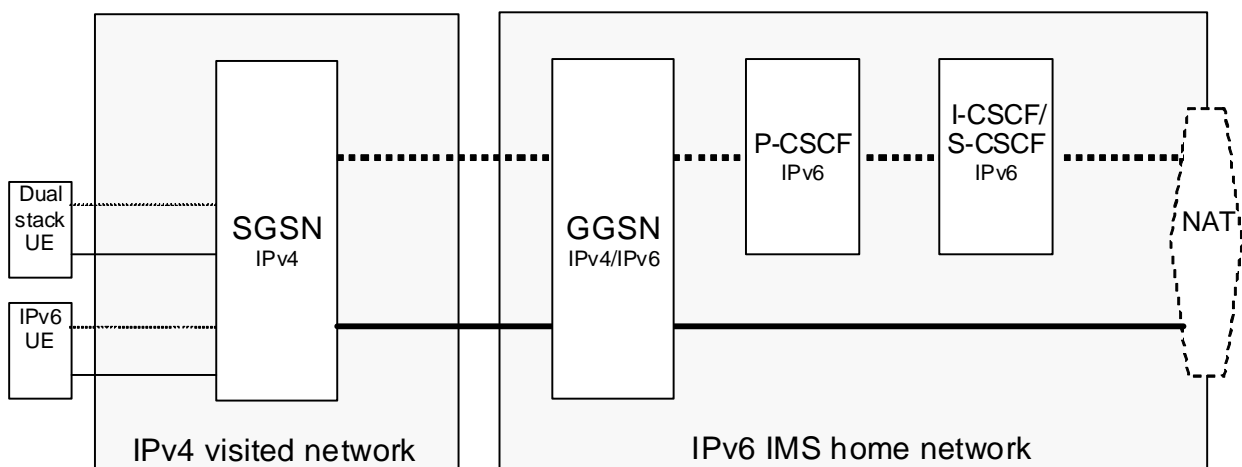 Dual
stack
UE
IPv6
UE
SGSN
IPv4
GGSN
IPv4/IPv6
P-CSCF
IPv6
I-CSCF/
S-CSCF
IPv6
NAT
IPv4 visited network
IPv6 IMS home network